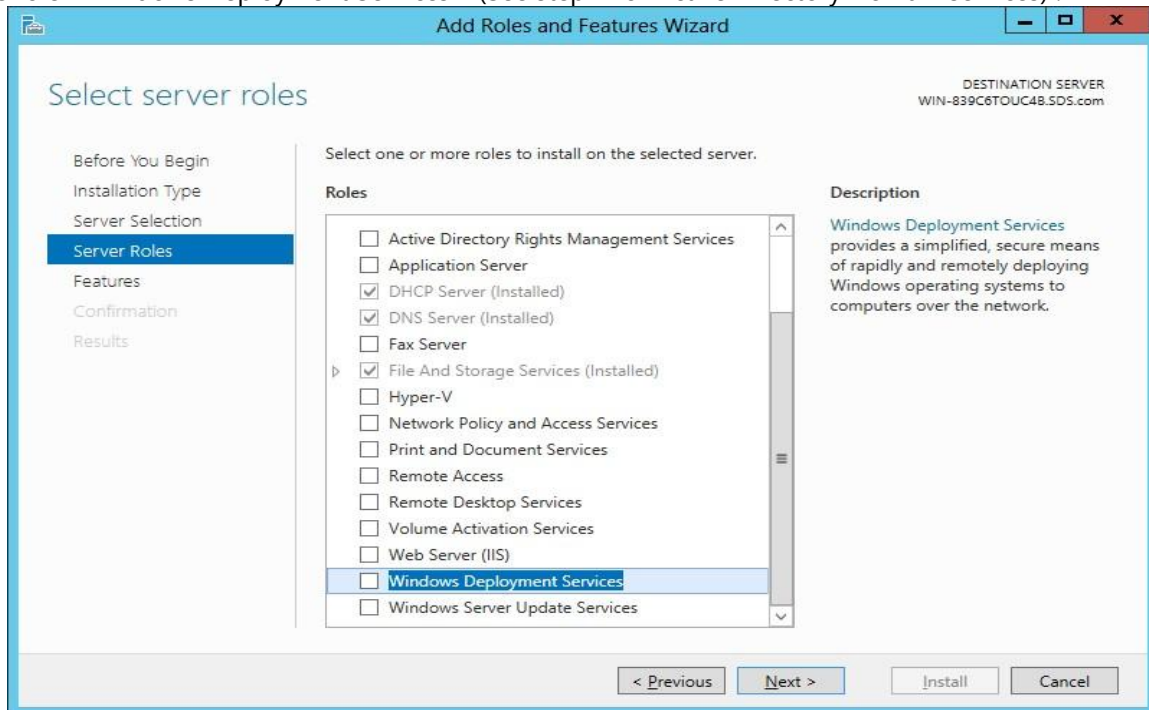 Add Roles and Features Wizard
Select server roles
DESTINATION SERVER
WIN-839C6TOUC4B.SDS.com
Before You Begin
Installation Type
Server Selection
Server Roles
Features
Confirmation
Results
Select one or more roles to install on the selected server.
Roles
Active Directory Rights Management Services
Application Server
DHCP Server (Installed)
DNS Server (Installed)
Fax Server
File And Storage Services (Installed)
Hyper-V
Network Policy and Access Services
Print and Document Services
Remote Access
Remote Desktop Services
Volume Activation Services
Web Server (IIS)
Windows Deployment Services
Windows Server Update Services
Description
Windows Deployment Services
provides a simplified, secure means
of rapidly and remotely deploying
Windows operating systems to
computers over the network.
< Previous
Next >
Install
Cancel